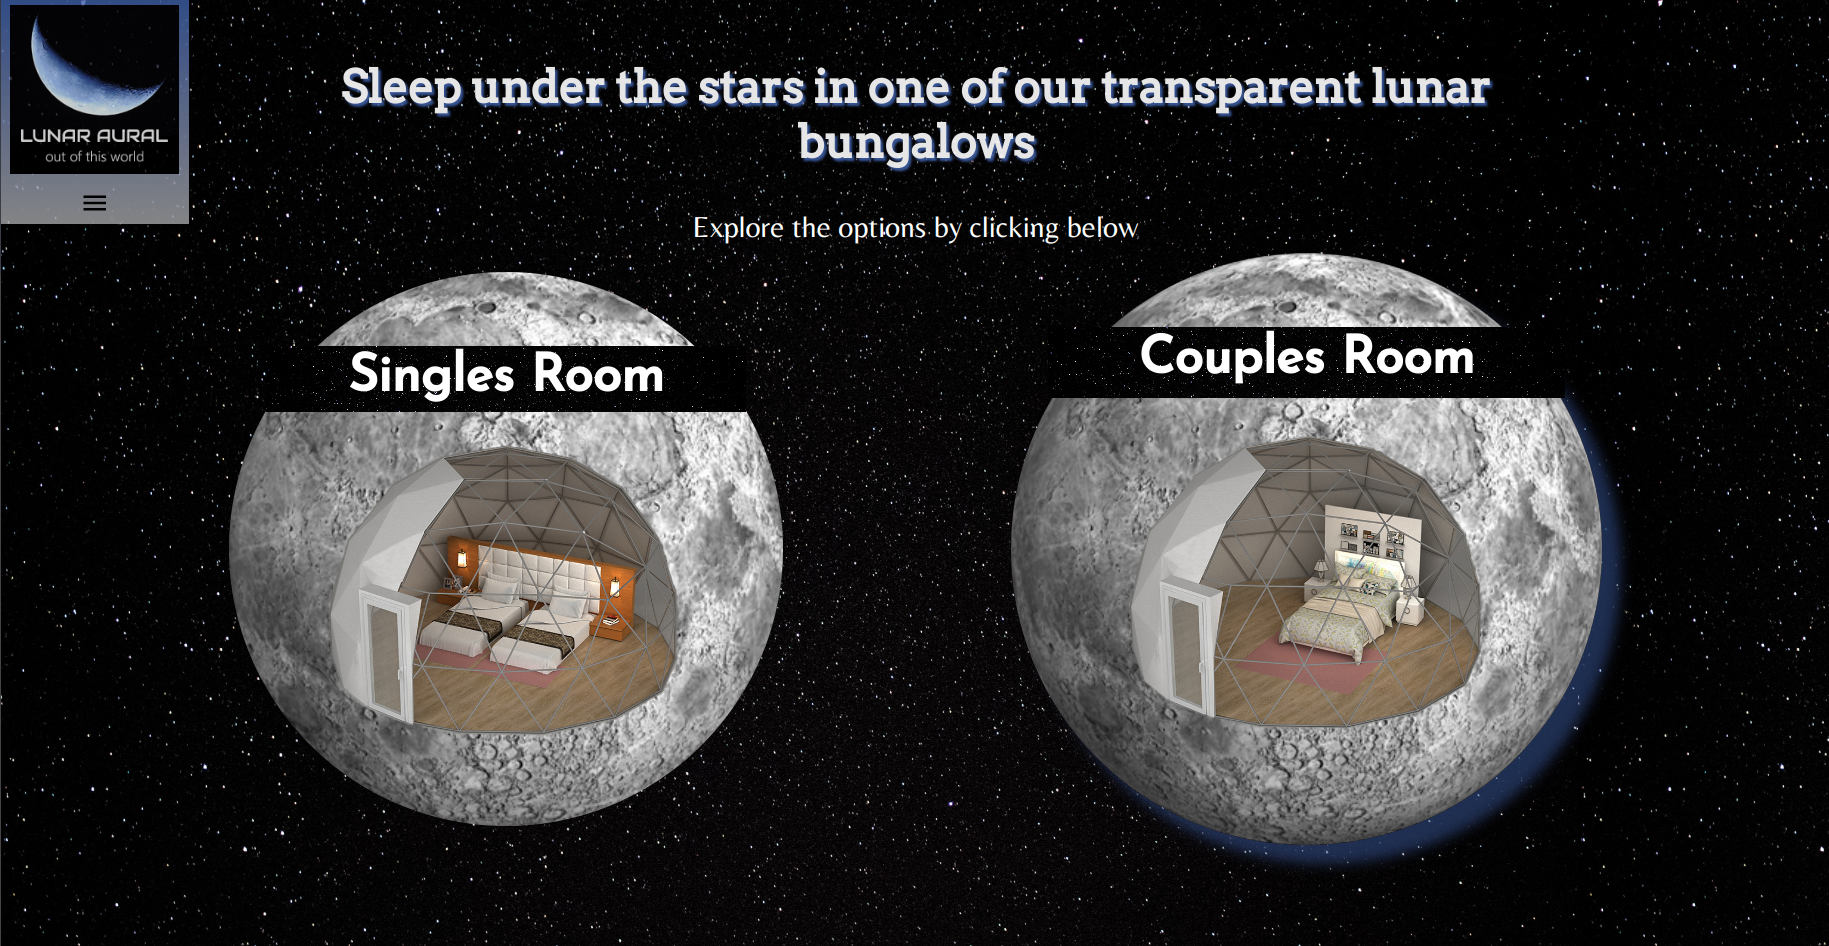 LUNAR AURAL
out of this world
Sleep under the stars in one of our transparent lunar
bungalows
Explore the options by clicking below
Singles Room
Couples Room